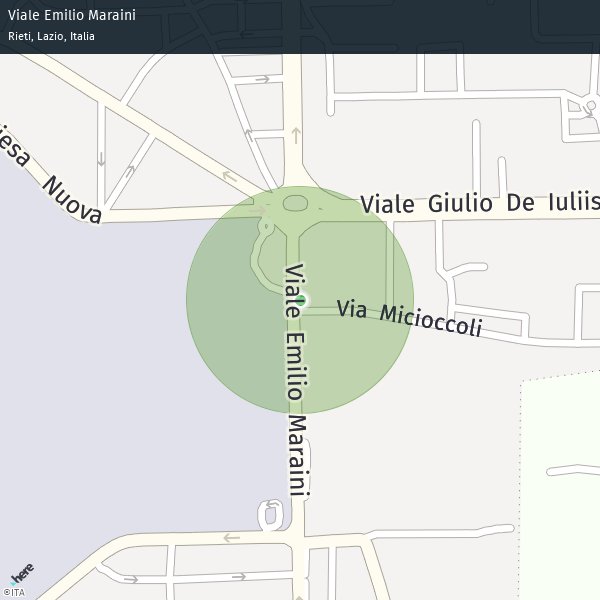 Viale Emilio Maraini
Rieti, Lazio, Italia
iesa Nuova
Viale Giulio De Iuliis
Viale Emilio Maraini
Via Micioccoli
here
©ITA